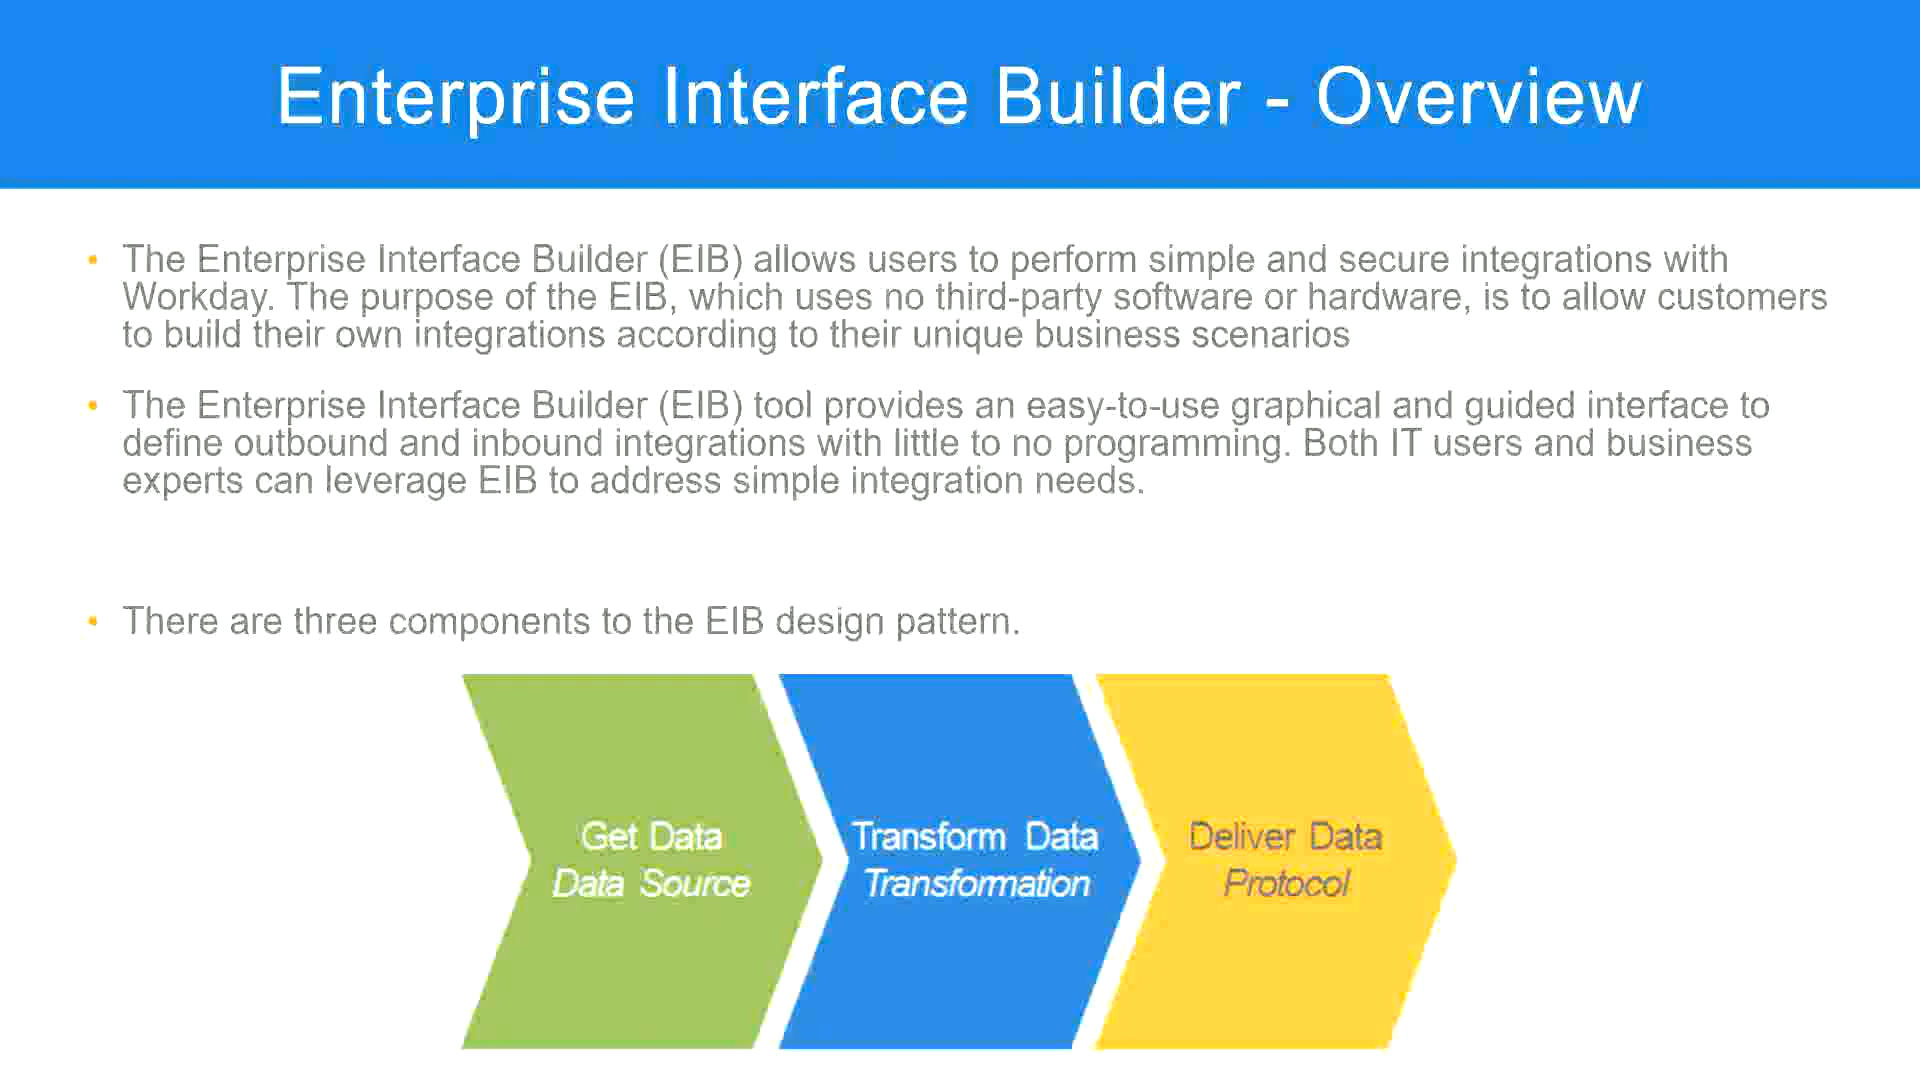 Enterprise Interface Builder - Overview
• The Enterprise Interface Builder (EIB) allows users to perform simple and secure integrations with
Workday. The purpose of the EIB, which uses no third-party software or hardware, is to allow customers
to build their own integrations according to their unique business scenarios
• The Enterprise Interface Builder (EIB) tool provides an easy-to-use graphical and guided interface to
define outbound and inbound integrations with little to no programming. Both IT users and business
experts can leverage EIB to address simple integration needs.
• There are three components to the EIB design pattern.
Get Data
Data Source
Transform Data
Transformation
Deliver Data
Protocol